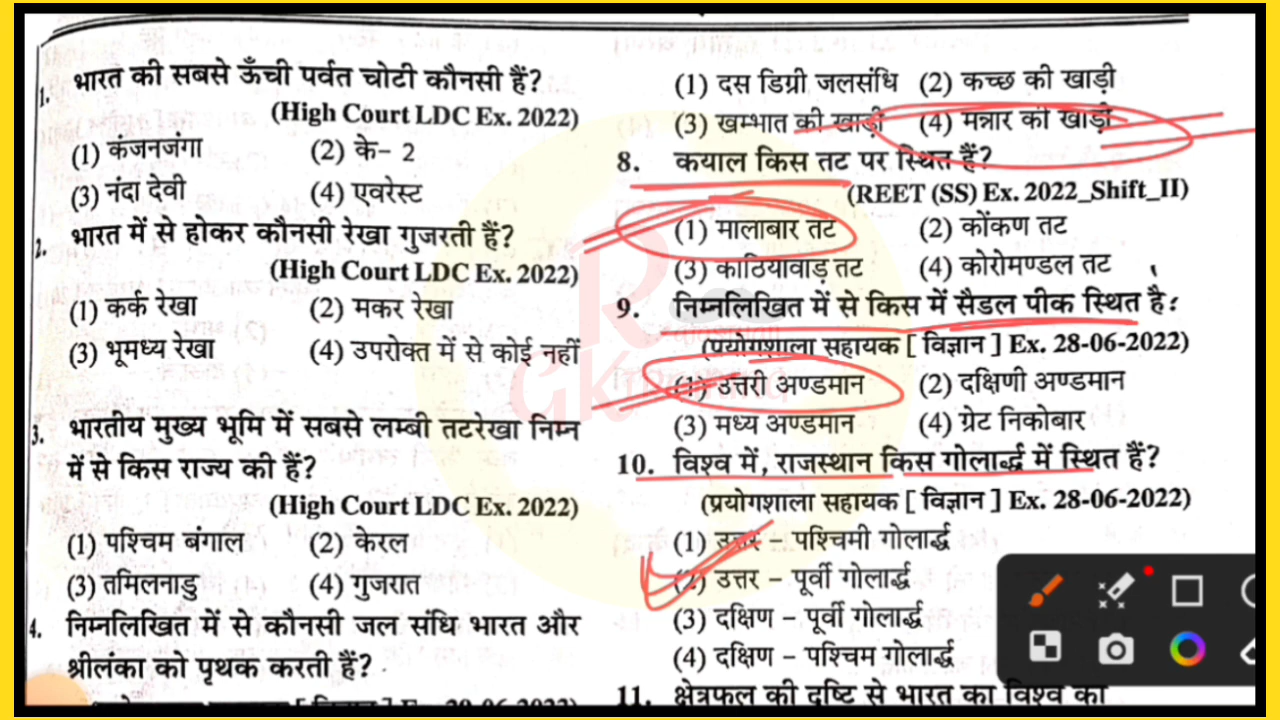 1. भारत की सबसे ऊँची पर्वत चोटी कौनसी हैं?
(High Court LDC Ex. 2022)
(1) कंजनजंगा (2) के- 2
(3) नंदा देवी (4) एवरेस्ट
2. भारत में से होकर कौनसी रेखा गुजरती हैं?
(High Court LDC Ex. 2022)
(1) कर्क रेखा (2) मकर रेखा
(3) भूमध्य रेखा (4) उपरोक्त में से कोई नहीं
3. भारतीय मुख्य भूमि में सबसे लम्बी तटरेखा निम्न
में से किस राज्य की हैं?
(High Court LDC Ex. 2022)
(1) पश्चिम बंगाल (2) केरल
(3) तमिलनाडु (4) गुजरात
4. निम्नलिखित में से कौनसी जल संधि भारत और
श्रीलंका को पृथक करती हैं?
(1) दस डिग्री जलसंधि (2) कच्छ की खाड़ी
(3) खम्भात की खाड़ी (4) मन्नार की खाड़ी
8. कयाल किस तट पर स्थित हैं?
(REET (SS) Ex. 2022_Shift_II)
(1) मालाबार तट (2) कोंकण तट
(3) काठियावाड़ तट (4) कोरोमण्डल तट
9. निम्नलिखित में से किस में सैडल पीक स्थित है?
(प्रयोगशाला सहायक [ विज्ञान ] Ex. 28-06-2022)
(1) उत्तरी अण्डमान (2) दक्षिणी अण्डमान
(3) मध्य अण्डमान (4) ग्रेट निकोबार
10. विश्व में, राजस्थान किस गोलार्द्ध में स्थित हैं?
(प्रयोगशाला सहायक [ विज्ञान ] Ex. 28-06-2022)
(1) उत्तर – पश्चिमी गोलार्द्ध
(2) उत्तर – पूर्वी गोलार्द्ध
(3) दक्षिण – पूर्वी गोलार्द्ध
(4) दक्षिण – पश्चिम गोलार्द्ध
11. क्षेत्रफल की दृष्टि से भारत का विश्व का
R
GK